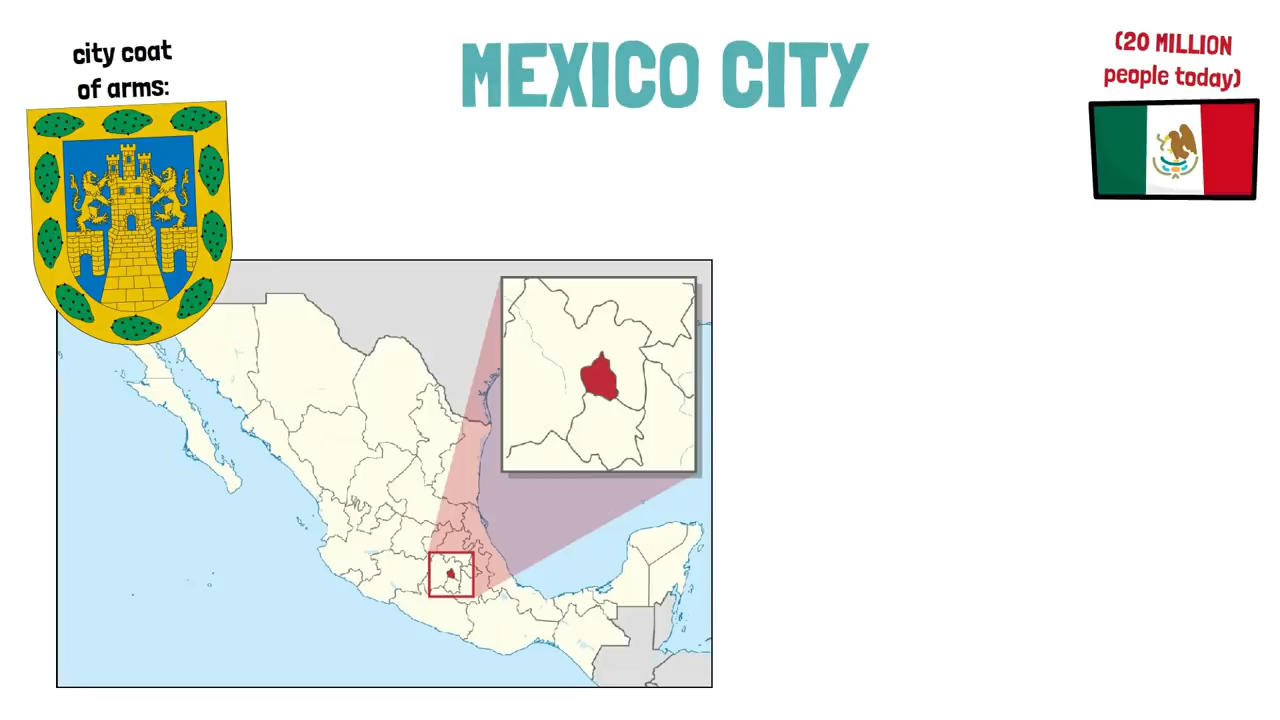 city coat
of arms:
MEXICO CITY
(20 MILLION
people today)